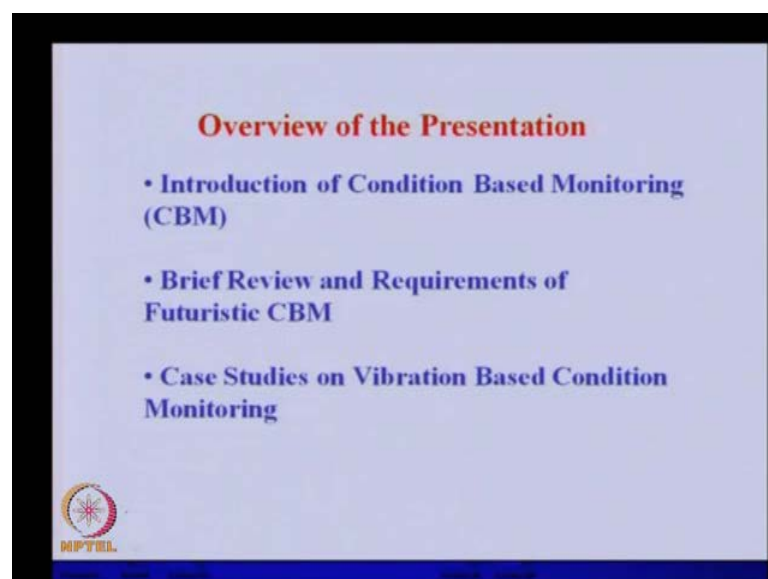 Overview of the Presentation
• Introduction of Condition Based Monitoring
(CBM)
• Brief Review and Requirements of
Futuristic CBM
• Case Studies on Vibration Based Condition
Monitoring
NPTEL